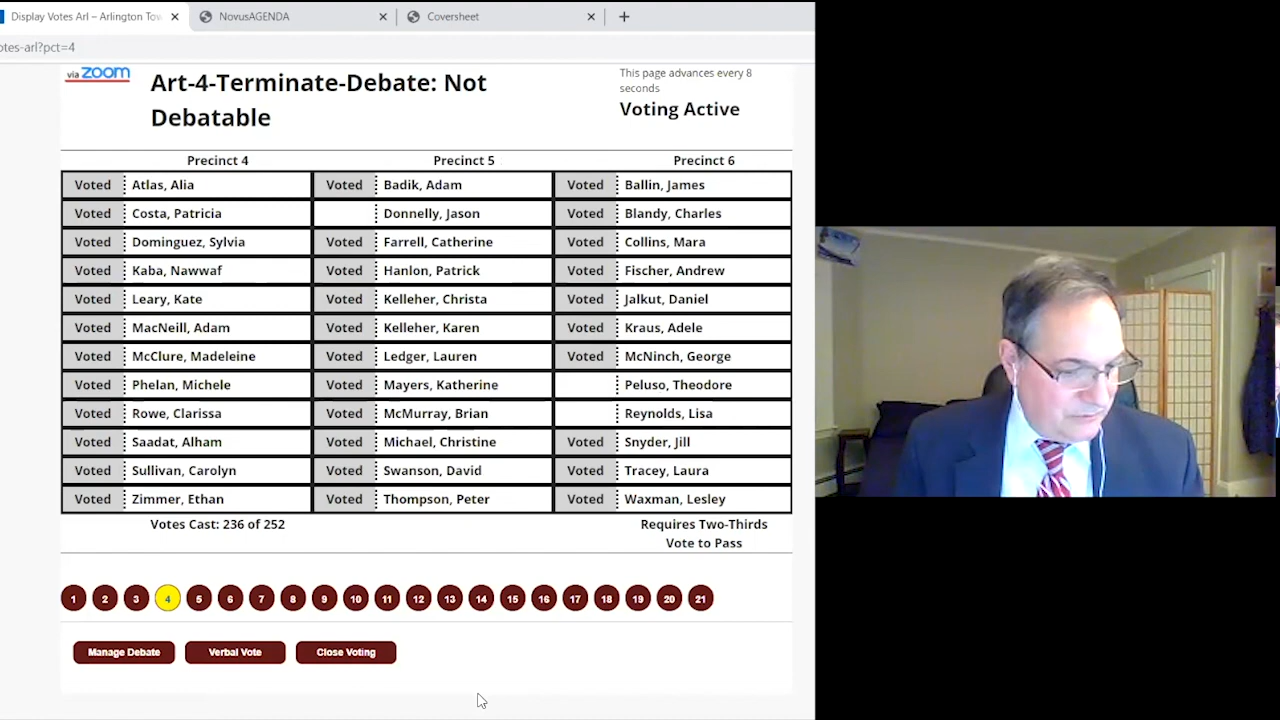 Display Votes Arl – Arlington Tow
NovusAGENDA
Coversheet
otes-arl?pct=4
via zoom
Art-4-Terminate-Debate: Not
Debatable
This page advances every 8
seconds
Voting Active
Precinct 4 Precinct 5 Precinct 6
Voted Atlas, Alia Voted Badik, Adam Voted Ballin, James
Voted Costa, Patricia Donnelly, Jason Voted Blandy, Charles
Voted Dominguez, Sylvia Voted Farrell, Catherine Voted Collins, Mara
Voted Kaba, Nawwaf Voted Hanlon, Patrick Voted Fischer, Andrew
Voted Leary, Kate Voted Kelleher, Christa Voted Jalkut, Daniel
Voted MacNeill, Adam Voted Kelleher, Karen Voted Kraus, Adele
Voted McClure, Madeleine Voted Ledger, Lauren Voted McNinch, George
Voted Phelan, Michele Voted Mayers, Katherine Peluso, Theodore
Voted Rowe, Clarissa Voted McMurray, Brian Reynolds, Lisa
Voted Saadat, Alham Voted Michael, Christine Voted Snyder, Jill
Voted Sullivan, Carolyn Voted Swanson, David Voted Tracey, Laura
Voted Zimmer, Ethan Voted Thompson, Peter Voted Waxman, Lesley
Votes Cast: 236 of 252
Requires Two-Thirds
Vote to Pass
1 2 3 4 5 6 7 8 9 10 11 12 13 14 15 16 17 18 19 20 21
Manage Debate Verbal Vote Close Voting